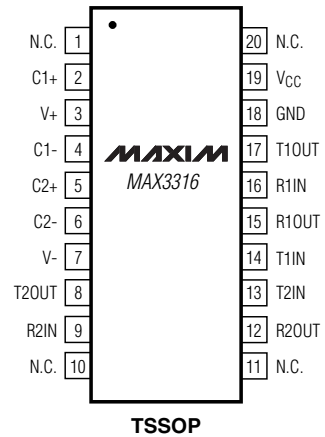 N.C. 1 20 N.C.
C1+ 2 19 VCC
V+ 3 18 GND
C1- 4 MAXIM 17 T1OUT
C2+ 5 MAX3316 16 R1IN
C2- 6 15 R1OUT
V- 7 14 T1IN
T2OUT 8 13 T2IN
R2IN 9 12 R2OUT
N.C. 10 11 N.C.
TSSOP